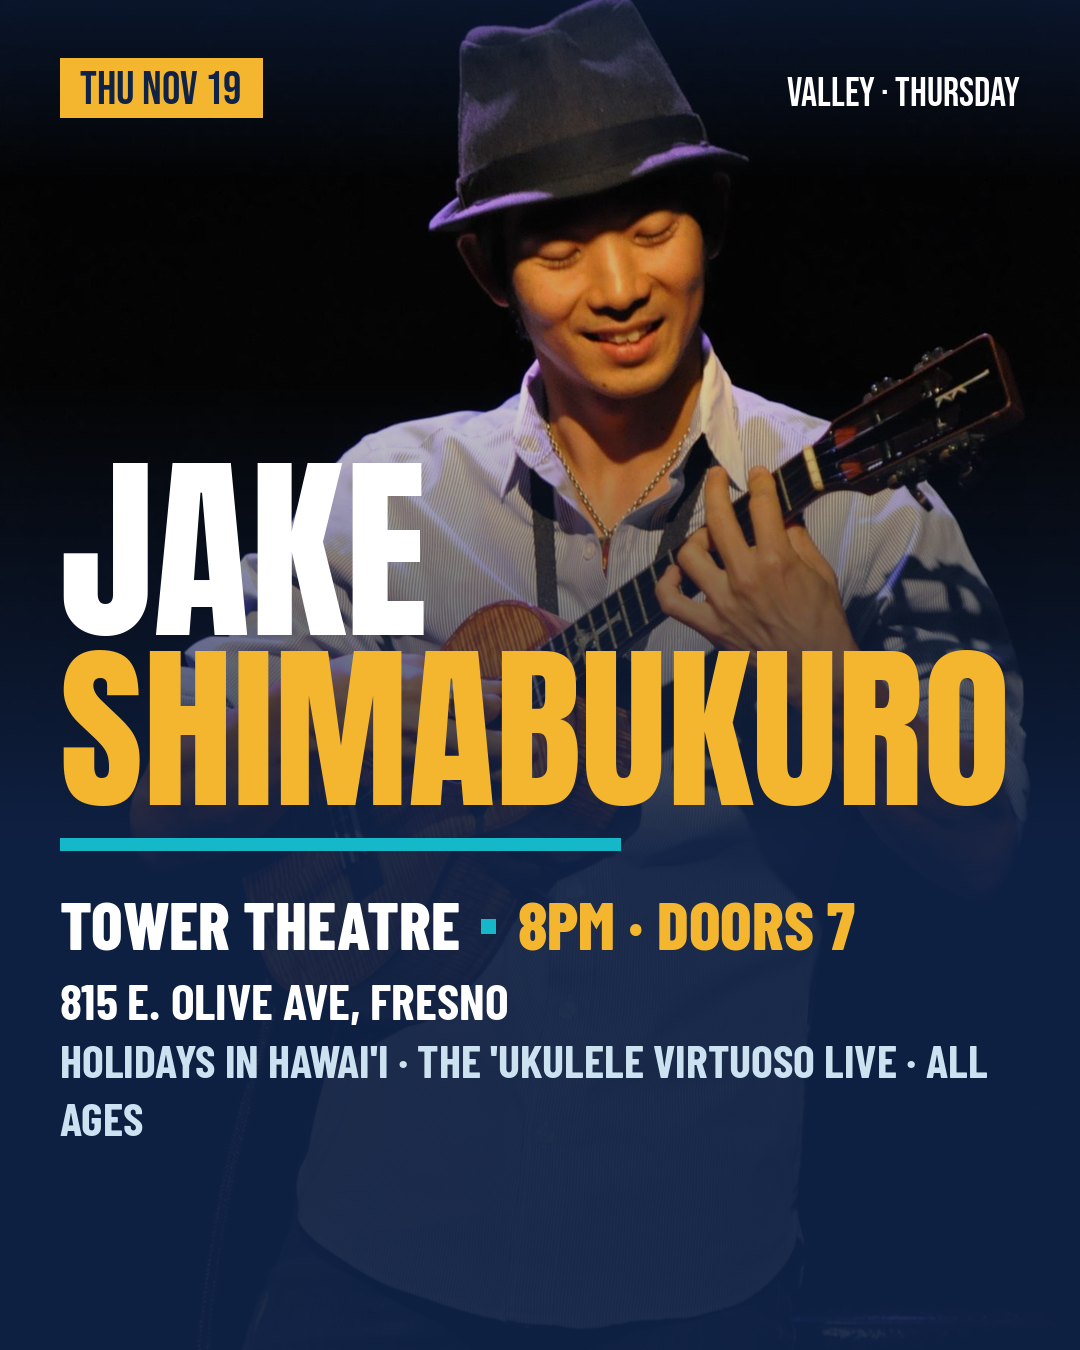 THU NOV 19
VALLEY · THURSDAY
JAKE
SHIMABUKURO
TOWER THEATRE ▪ 8PM · DOORS 7
815 E. OLIVE AVE, FRESNO
HOLIDAYS IN HAWAI'I · THE 'UKULELE VIRTUOSO LIVE · ALL
AGES